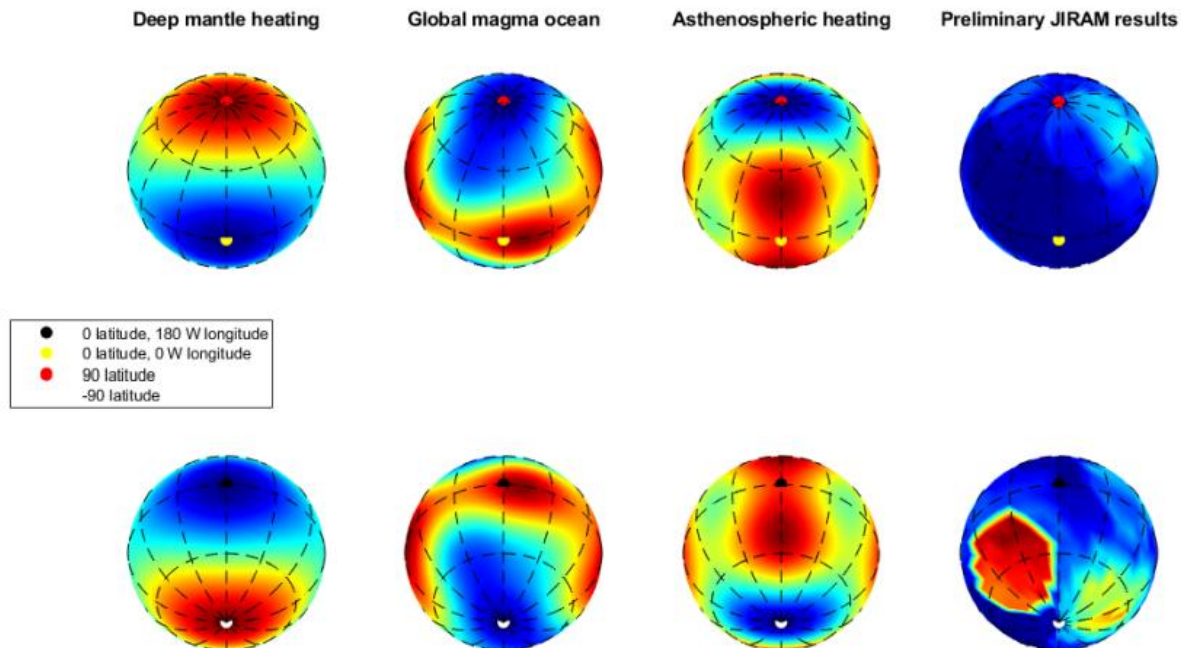 Deep mantle heating
Global magma ocean
Asthenospheric heating
Preliminary JIRAM results
0 latitude, 180 W longitude
0 latitude, 0 W longitude
90 latitude
-90 latitude